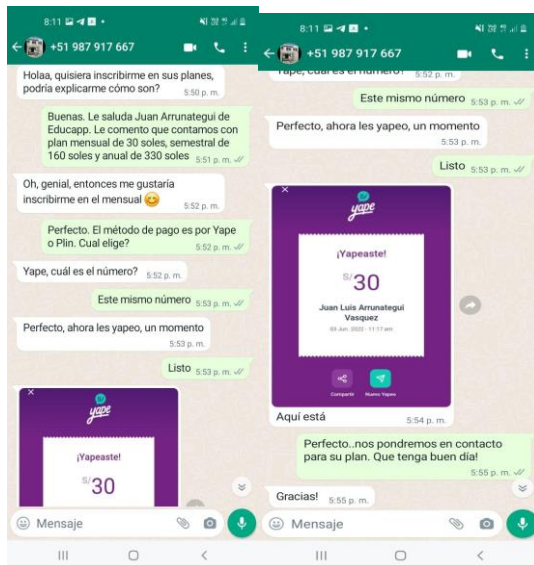 8:11
+51 987 917 667
Holaa, quisiera inscribirme en sus planes,
podría explicarme cómo son?
5:50 p. m.
Buenas. Le saluda Juan Arrunategui de
Educapp. Le comento que contamos con
plan mensual de 30 soles, semestral de
160 soles y anual de 330 soles 5:51 p. m.
Oh, genial, entonces me gustaría
inscribirme en el mensual
5:52 p. m.
Perfecto. El método de pago es por Yape
o Plin. Cual elige?
5:52 p. m.
Yape, cuál es el número? 5:52 p. m.
Este mismo número 5:53 p. m.
Perfecto, ahora les yapeo, un momento
5:53 p. m.
Listo 5:53 p. m.
yape
¡Yapeaste!
S/30
Mensaje
8:11
+51 987 917 667
Yape, cuál es el número? 5:52 p. m.
Este mismo número 5:53 p. m.
Perfecto, ahora les yapeo, un momento
5:53 p. m.
Listo 5:53 p. m.
yape
¡Yapeaste!
S/30
Juan Luis Arrunategui
Vasquez
03 Jun. 2022 - 11:17 am
Compartir Nuevo Yapeo
Aquí está
5:54 p. m.
Perfecto..nos pondremos en contacto
para su plan. Que tenga buen día!
5:55 p. m.
Gracias! 5:55 p. m.
Mensaje